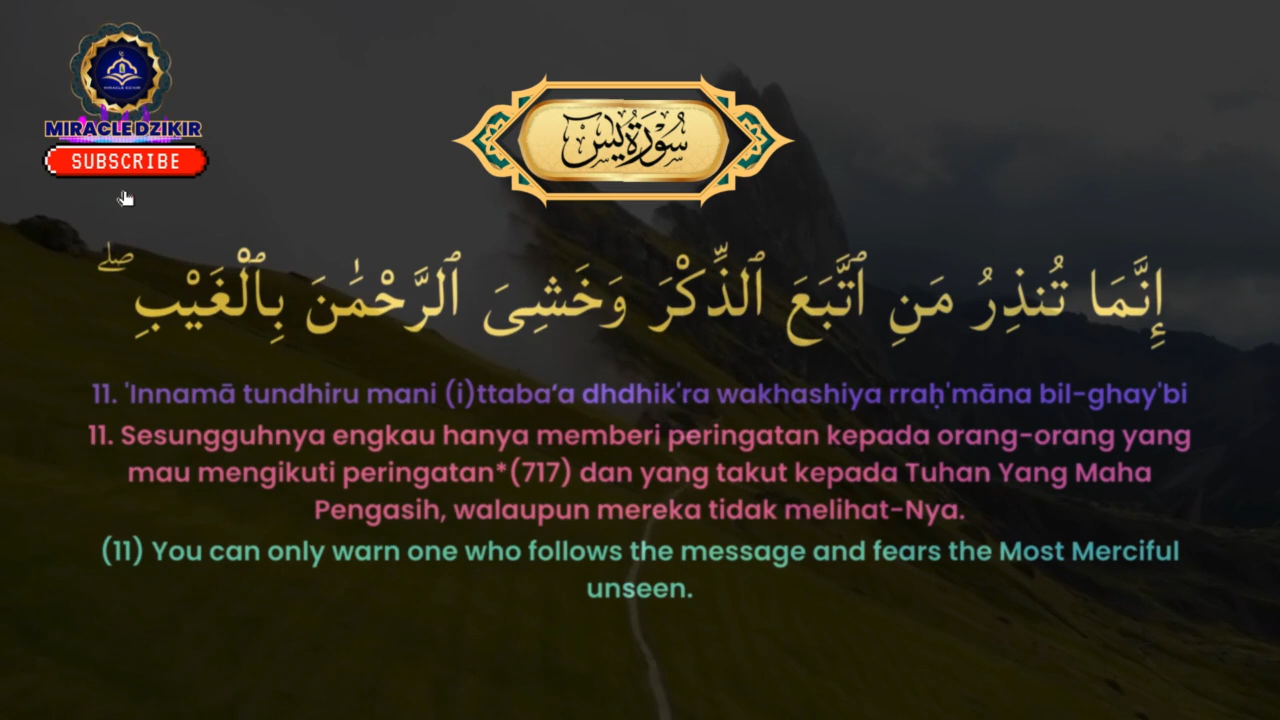 MIRACLE DZIKIR
SUBSCRIBE
سُورَةُ يٰسٓ
إِنَّمَا تُنذِرُ مَنِ ٱتَّبَعَ ٱلذِّكْرَ وَخَشِىَ ٱلرَّحْمَٰنَ بِٱلْغَيْبِ ۖ
11. 'Innamā tundhiru mani (i)ttaba‘a dhdhik'ra wakhashiya rraḥ'māna bil-ghay'bi
11. Sesungguhnya engkau hanya memberi peringatan kepada orang-orang yang
mau mengikuti peringatan*(717) dan yang takut kepada Tuhan Yang Maha
Pengasih, walaupun mereka tidak melihat-Nya.
(11) You can only warn one who follows the message and fears the Most Merciful
unseen.